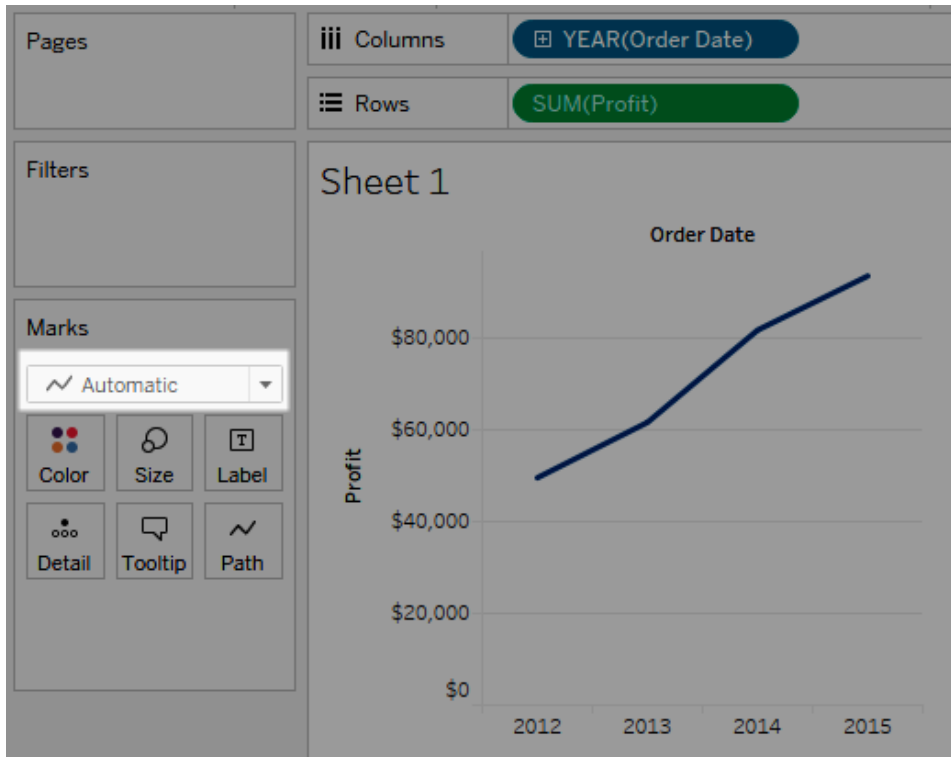 Pages
Columns
YEAR(Order Date)
Rows
SUM(Profit)
Filters
Sheet 1
Order Date
Marks
Automatic
Color
Size
T
Label
Detail
Tooltip
Path
Profit
$80,000
$60,000
$40,000
$20,000
$0
2012 2013 2014 2015